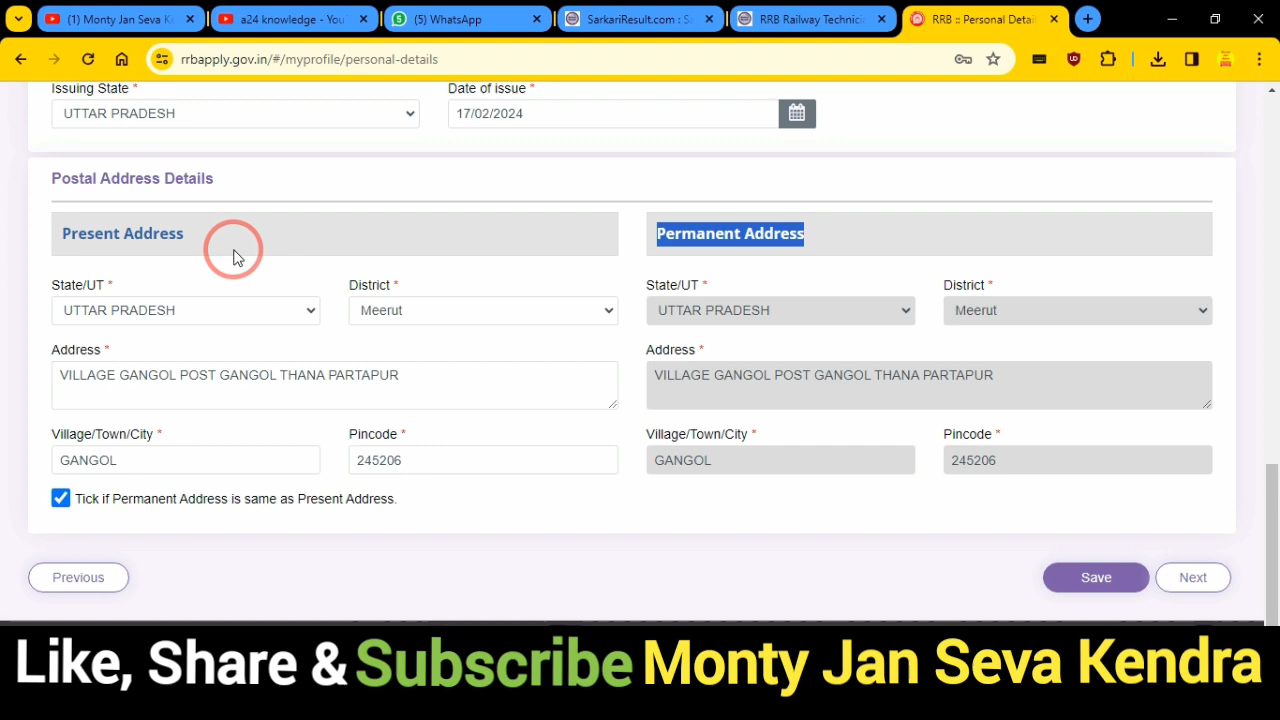 (1) Monty Jan Seva Ke
a24 knowledge - You
(5) WhatsApp
SarkariResult.com : Sa
RRB Railway Technicia
RRB :: Personal Detai
rrbapply.gov.in/#/myprofile/personal-details
Issuing State * Date of issue *
UTTAR PRADESH 17/02/2024
Postal Address Details
Present Address Permanent Address
State/UT * District * State/UT * District *
UTTAR PRADESH Meerut UTTAR PRADESH Meerut
Address * Address *
VILLAGE GANGOL POST GANGOL THANA PARTAPUR VILLAGE GANGOL POST GANGOL THANA PARTAPUR
Village/Town/City * Pincode * Village/Town/City * Pincode *
GANGOL 245206 GANGOL 245206
Tick if Permanent Address is same as Present Address.
Previous Save Next
Like, Share & Subscribe Monty Jan Seva Kendra